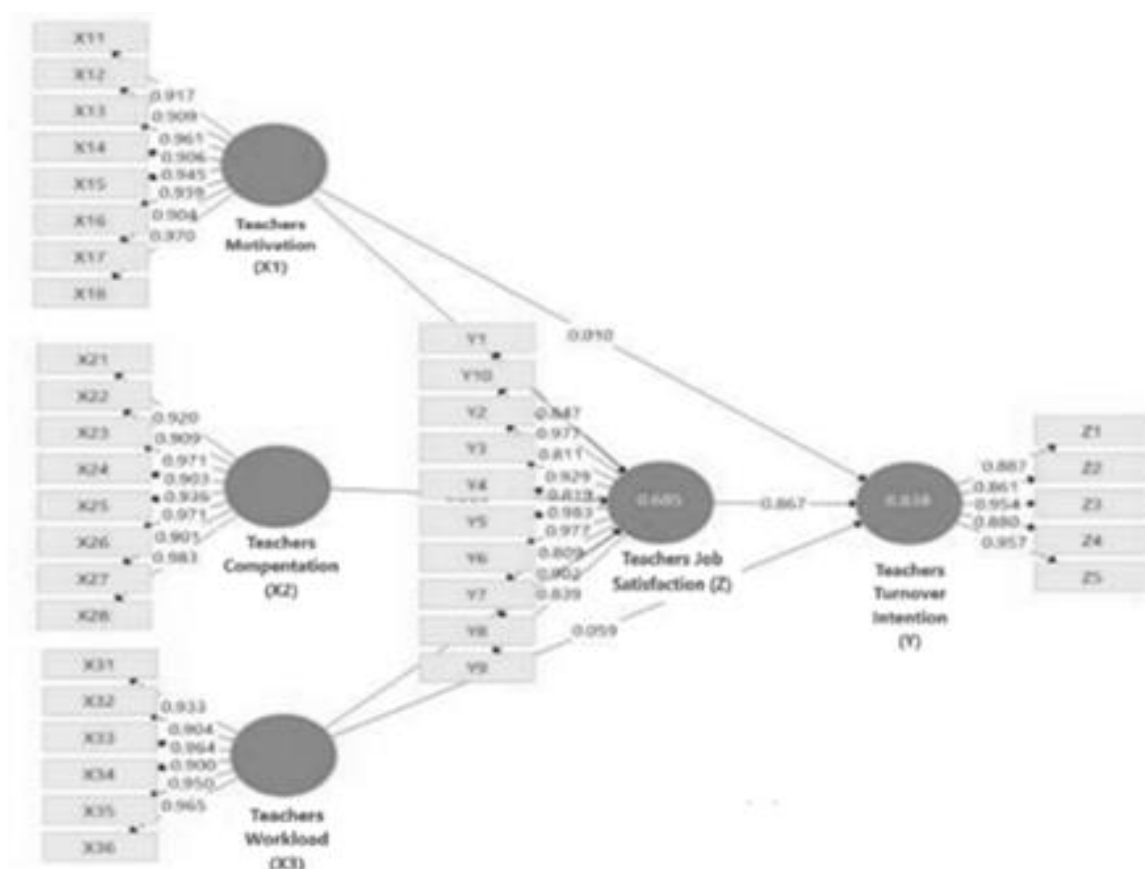 X11
X12
X13
X14
X15
X16
X17
X18
0.917
0.909
0.961
0.906
0.945
0.939
0.904
0.970
Teachers
Motivation
(X1)
X21
X22
X23
X24
X25
X26
X27
X28
0.920
0.909
0.971
0.903
0.936
0.971
0.901
0.983
Teachers
Compentation
(X2)
X31
X32
X33
X34
X35
X36
0.933
0.904
0.964
0.900
0.950
0.965
Teachers
Workload
(X3)
Y1
Y10
Y2
Y3
Y4
Y5
Y6
Y7
Y8
Y9
0.977
0.811
0.929
0.983
0.977
0.809
0.902
0.839
0.685
Teachers Job
Satisfaction (Z)
0.010
0.867
0.059
0.838
Teachers
Turnover
Intention
(Y)
0.887
0.861
0.954
0.880
0.957
Z1
Z2
Z3
Z4
Z5